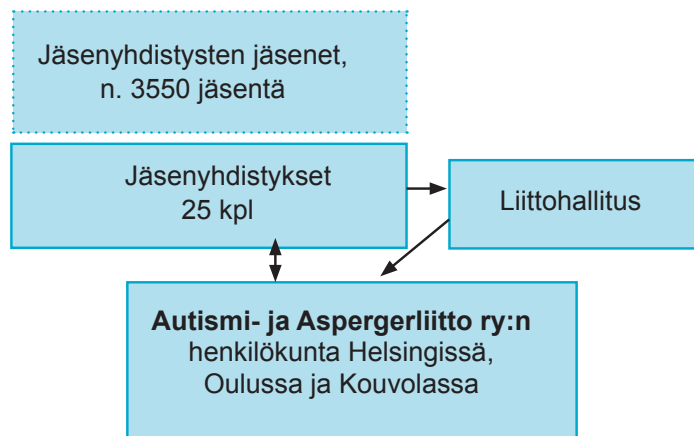 Jäsenyhdistysten jäsenet,
n. 3550 jäsentä
Jäsenyhdistykset
25 kpl
Liittohallitus
Autismi- ja Aspergerliitto ry:n
henkilökunta Helsingissä,
Oulussa ja Kouvolassa